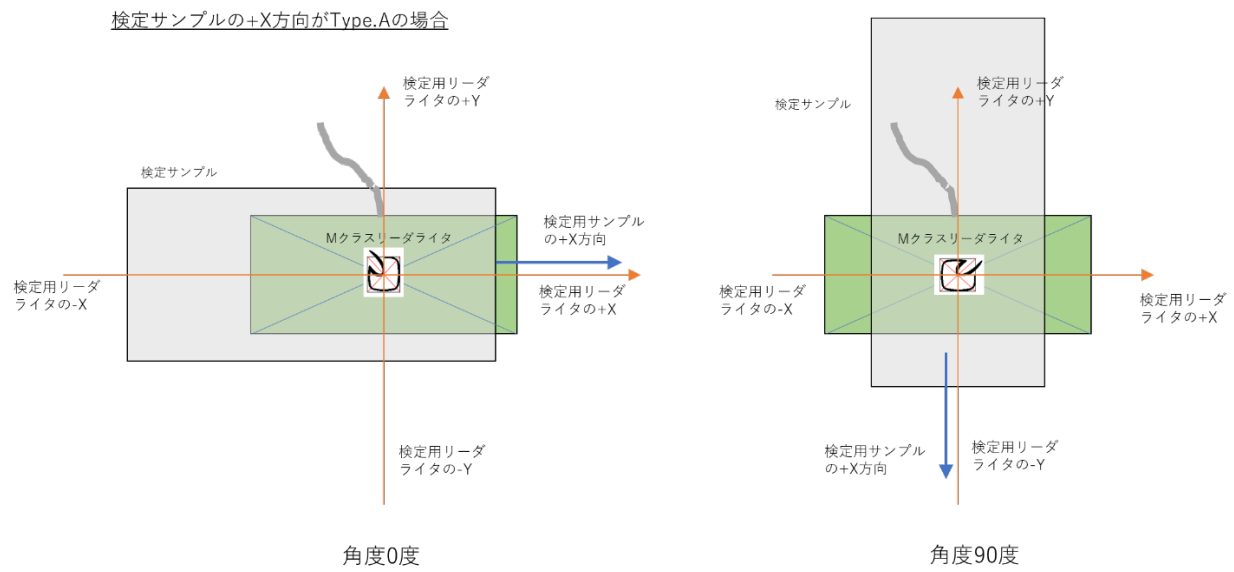 検定サンプルの+X方向がType.Aの場合
検定用リーダ
ライタの+Y
検定サンプル
Mクラスリーダライタ
検定用サンプル
の+X方向
検定用リーダ
ライタの-X
検定用リーダ
ライタの+X
検定用リーダ
ライタの-Y
角度0度
検定用リーダ
ライタの+Y
検定サンプル
Mクラスリーダライタ
検定用リーダ
ライタの-X
検定用リーダ
ライタの+X
検定用サンプル
の+X方向
検定用リーダ
ライタの-Y
角度90度